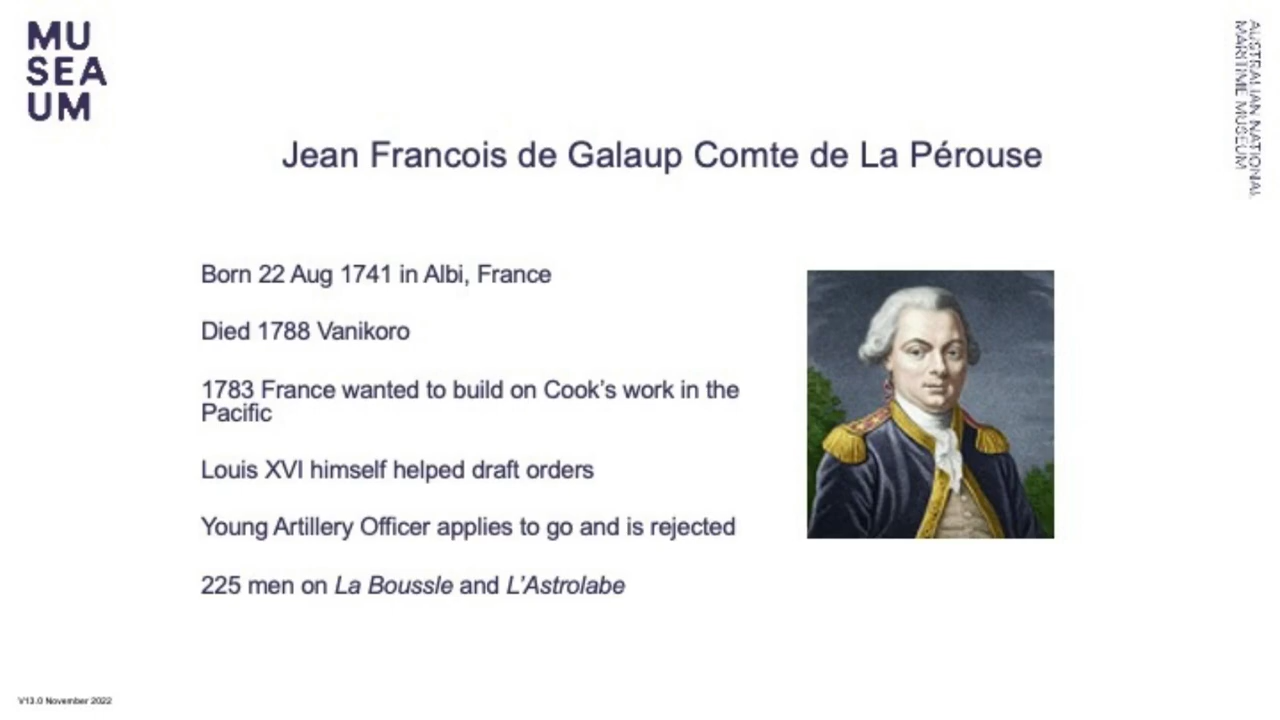 MU
SEA
UM
AUSTRALIAN NATIONAL
MARITIME MUSEUM
Jean Francois de Galaup Comte de La Pérouse
Born 22 Aug 1741 in Albi, France
Died 1788 Vanikoro
1783 France wanted to build on Cook’s work in the
Pacific
Louis XVI himself helped draft orders
Young Artillery Officer applies to go and is rejected
225 men on La Boussle and L’Astrolabe
V13.0 November 2022